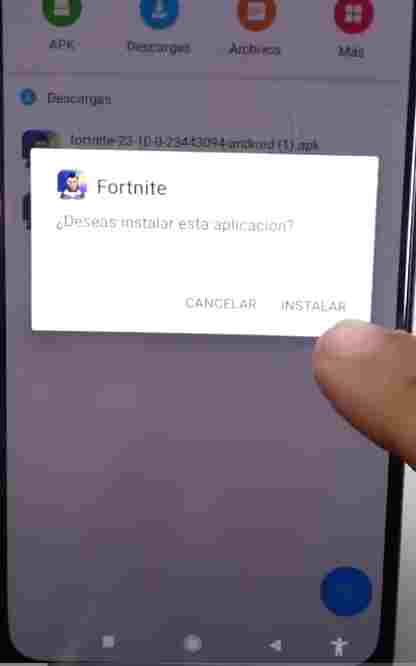 APK
Descargas
Archivos
Más
Descargas
fortnite-23-10-0-23443094-android (1).apk
Fortnite
¿Deseas instalar esta aplicación?
CANCELAR
INSTALAR